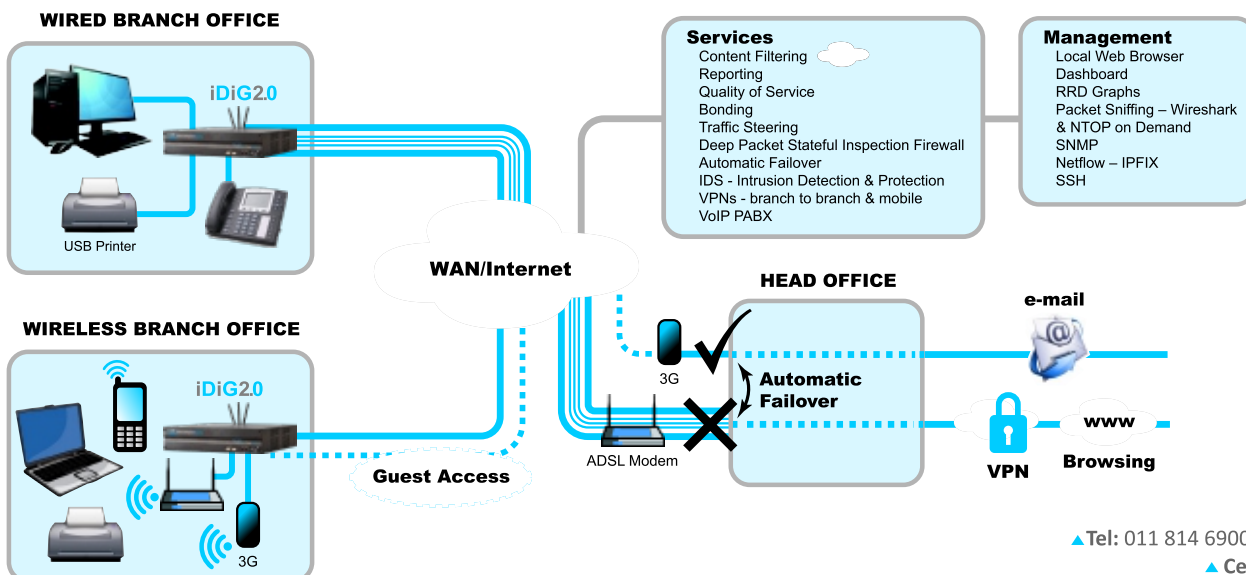 WIRED BRANCH OFFICE
iDiG2.0
USB Printer
WIRELESS BRANCH OFFICE
iDiG2.0
3G
WAN/Internet
Guest Access
Services
Content Filtering
Reporting
Quality of Service
Bonding
Traffic Steering
Deep Packet Stateful Inspection Firewall
Automatic Failover
IDS - Intrusion Detection & Protection
VPNs - branch to branch & mobile
VoIP PABX
Management
Local Web Browser
Dashboard
RRD Graphs
Packet Sniffing – Wireshark
& NTOP on Demand
SNMP
Netflow – IPFIX
SSH
HEAD OFFICE
3G
Automatic
Failover
ADSL Modem
e-mail
@
VPN
www
Browsing
Tel: 011 814 6900
Ce